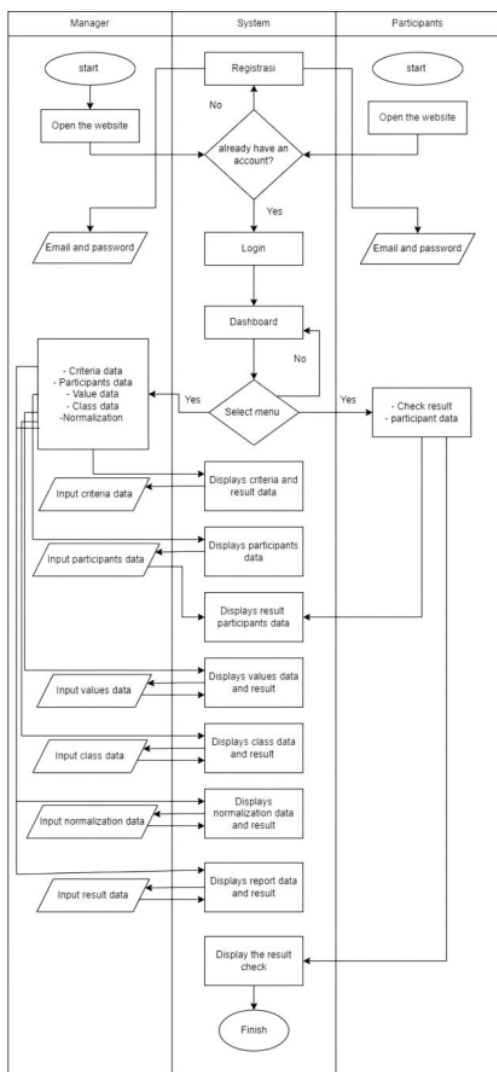 Manager
System
Participants
start
Registrasi
start
No
Open the website
Open the website
already have an
account?
Yes
Email and password
Login
Email and password
Dashboard
No
- Criteria data
- Participants data
- Value data
- Class data
-Normalization
Yes
Select menu
Yes
- Check result
- participant data
Input criteria data
Displays criteria and
result data
Input participants data
Displays participants
data
Displays result
participants data
Input values data
Displays values data
and result
Input class data
Displays class data
and result
Input normalization data
Displays
normalization data
and result
Input result data
Displays report data
and result
Display the result
check
Finish